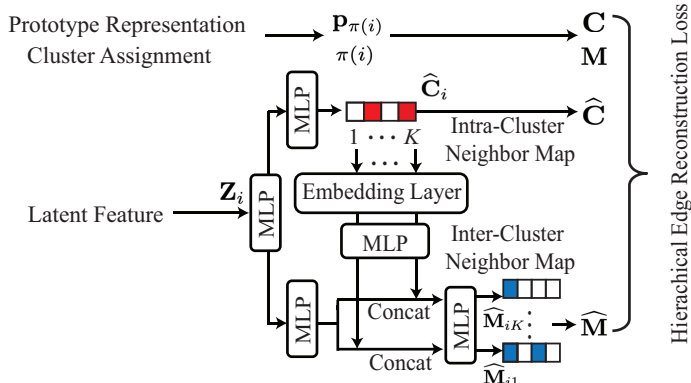 Prototype Representation
Cluster Assignment
𝐩_π(i)
π(i)
𝐂
𝐌
MLP
Ĉ_i
1 ··· K
···
Intra-Cluster
Neighbor Map
Ĉ
Latent Feature
𝐙_i
MLP
Embedding Layer
MLP
Inter-Cluster
Neighbor Map
MLP
Concat
Concat
MLP
M̂_iK
⋮
M̂_i1
M̂
Hierachical Edge Reconstruction Loss